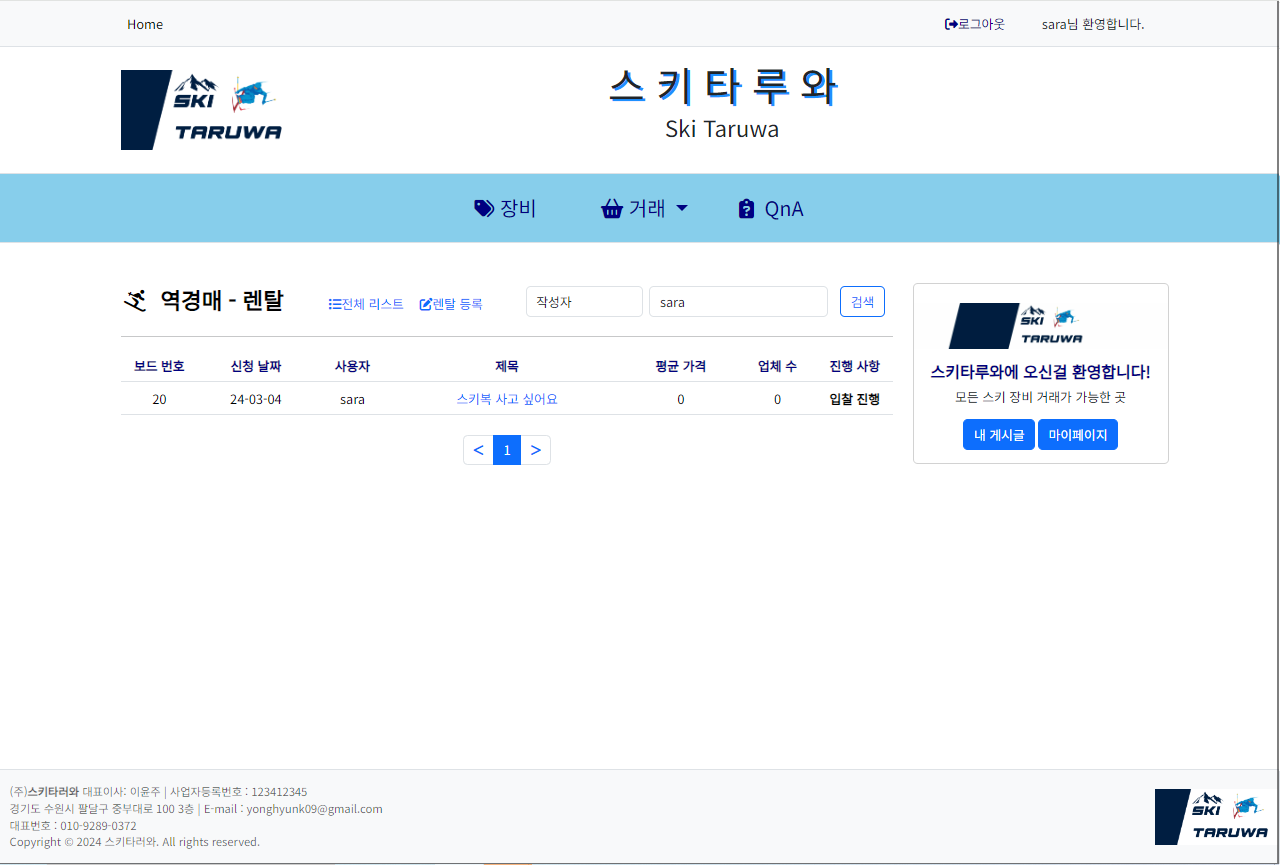 Home 로그아웃 sara님 환영합니다.
SKI
TARUWA
스 키 타 루 와
Ski Taruwa
장비 거래 QnA
역경매 - 렌탈 전체 리스트 렌탈 등록 작성자 sara 검색
보드 번호 신청 날짜 사용자 제목 평균 가격 업체 수 진행 사항
20 24-03-04 sara 스키복 사고 싶어요 0 0 입찰 진행
< 1 >
SKI
TARUWA
스키타루와에 오신걸 환영합니다!
모든 스키 장비 거래가 가능한 곳
내 게시글 마이페이지
(주)스키타러와 대표이사: 이윤주 | 사업자등록번호 : 123412345
경기도 수원시 팔달구 중부대로 100 3층 | E-mail : yonghyunk09@gmail.com
대표번호 : 010-9289-0372
Copyright © 2024 스키타러와. All rights reserved.
SKI
TARUWA